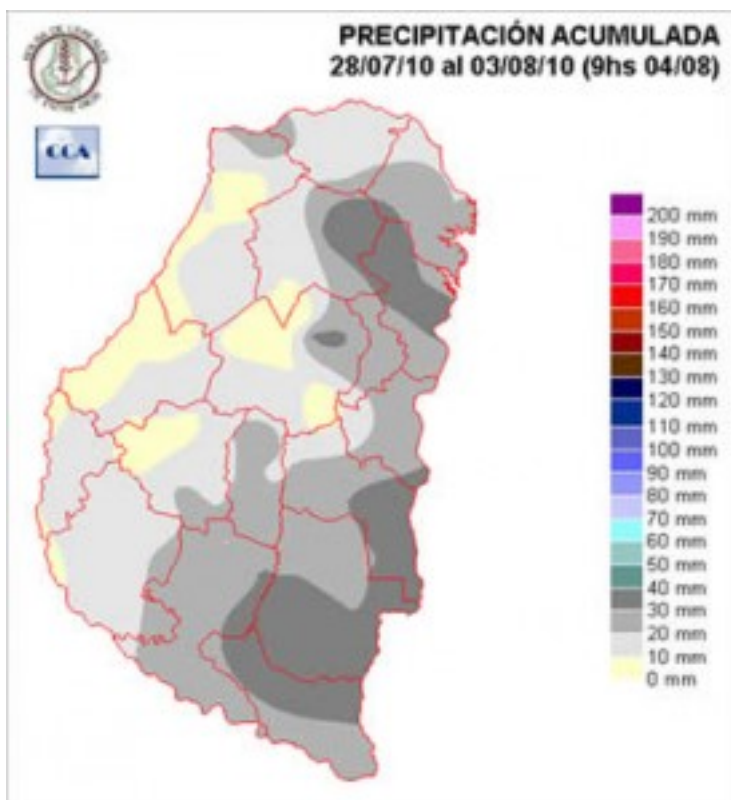 PRECIPITACIÓN ACUMULADA
28/07/10 al 03/08/10 (9hs 04/08)
CCA
200 mm
190 mm
180 mm
170 mm
160 mm
150 mm
140 mm
130 mm
120 mm
110 mm
100 mm
90 mm
80 mm
70 mm
60 mm
50 mm
40 mm
30 mm
20 mm
10 mm
0 mm